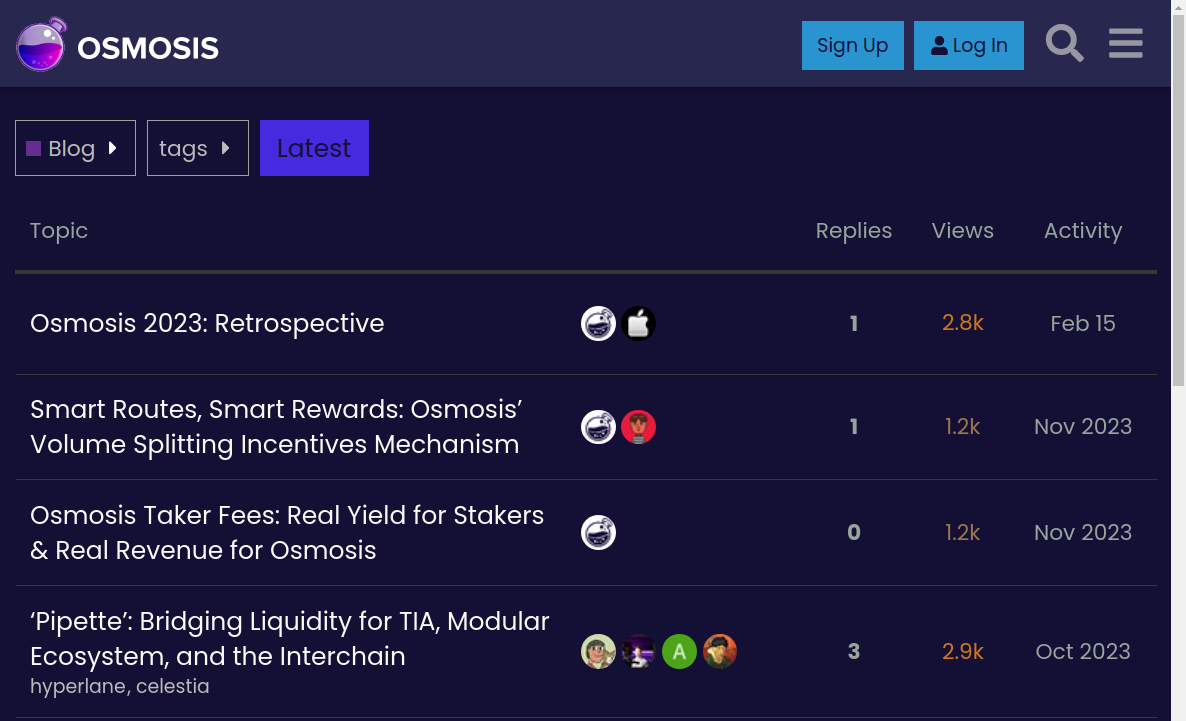 OSMOSIS
Sign Up
Log In
Blog
tags
Latest
Topic
Replies
Views
Activity
Osmosis 2023: Retrospective
1
2.8k
Feb 15
Smart Routes, Smart Rewards: Osmosis’
Volume Splitting Incentives Mechanism
1
1.2k
Nov 2023
Osmosis Taker Fees: Real Yield for Stakers
& Real Revenue for Osmosis
0
1.2k
Nov 2023
‘Pipette’: Bridging Liquidity for TIA, Modular
Ecosystem, and the Interchain
hyperlane, celestia
A
3
2.9k
Oct 2023